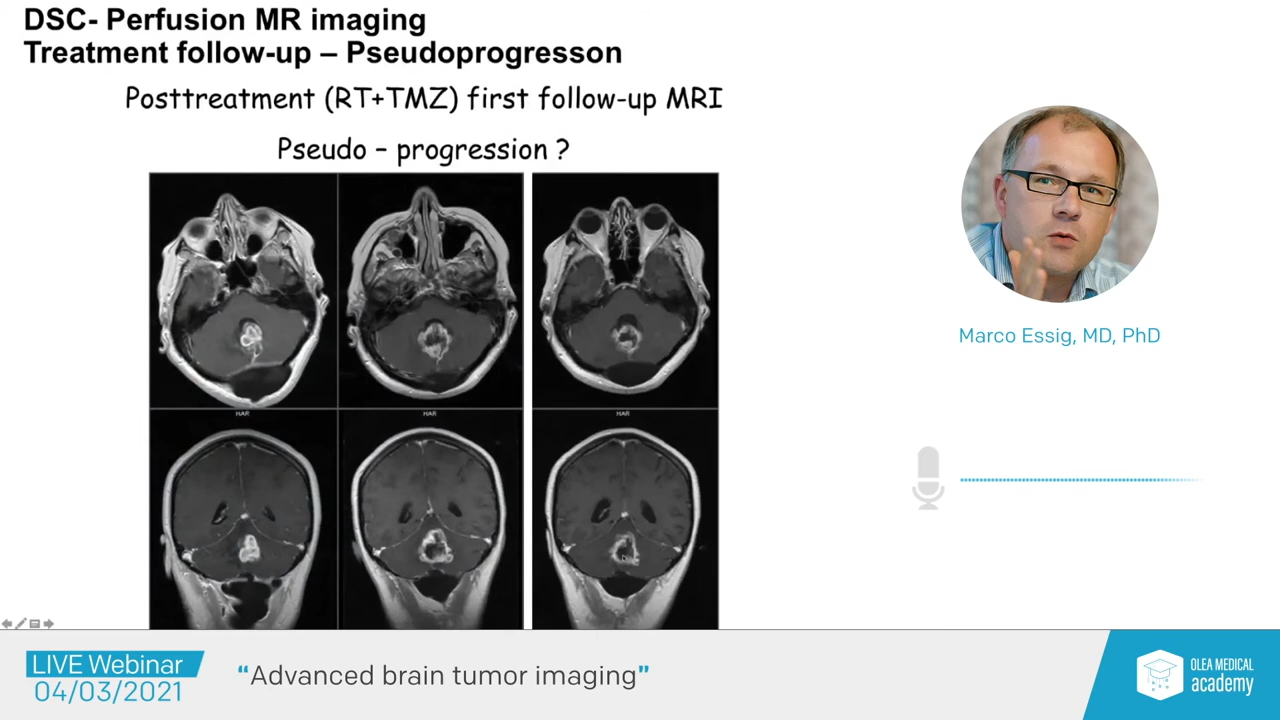 DSC- Perfusion MR imaging
Treatment follow-up – Pseudoprogresson
Posttreatment (RT+TMZ) first follow-up MRI
Pseudo – progression ?
HAR
HAR
HAR
Marco Essig, MD, PhD
LIVE Webinar
04/03/2021
“Advanced brain tumor imaging”
OLEA MEDICAL
academy